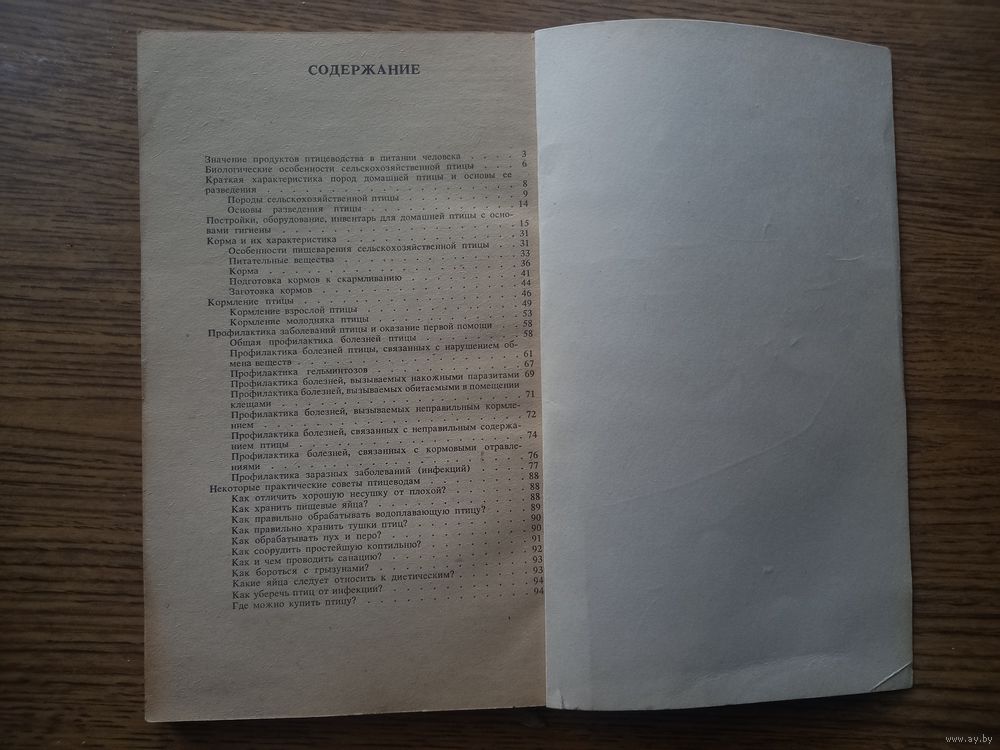 СОДЕРЖАНИЕ
Значение продуктов птицеводства в питании человека . . . . 3
Биологические особенности сельскохозяйственной птицы . . . 6
Краткая характеристика пород домашней птицы и основы ее
разведения . . . . . . . . . . . . . . . . . 8
Породы сельскохозяйственной птицы . . . . . . . . 9
Основы разведения птицы . . . . . . . . . . 14
Постройки, оборудование, инвентарь для домашней птицы с осно-
вами гигиены . . . . . . . . . . . . . . . . 15
Корма и их характеристика . . . . . . . . . . . . 31
Особенности пищеварения сельскохозяйственной птицы . . 31
Питательные вещества . . . . . . . . . . . . 33
Корма . . . . . . . . . . . . . . . . . 36
Подготовка кормов к скармливанию . . . . . . . . 41
Заготовка кормов . . . . . . . . . . . . . 44
Кормление птицы . . . . . . . . . . . . . . . 46
Кормление взрослой птицы . . . . . . . . . . 49
Кормление молодняка птицы . . . . . . . . . . 53
Профилактика заболеваний птицы и оказание первой помощи . . 58
Общая профилактика болезней птицы . . . . . . . 58
Профилактика болезней птицы, связанных с нарушением об-
мена веществ . . . . . . . . . . . . . . . 61
Профилактика гельминтозов . . . . . . . . . . 67
Профилактика болезней, вызываемых накожными паразитами 69
Профилактика болезней, вызываемых обитаемыми в помещении
клещами . . . . . . . . . . . . . . . . . 71
Профилактика болезней, вызываемых неправильным кормле-
нием . . . . . . . . . . . . . . . . . . 72
Профилактика болезней, связанных с неправильным содержа-
нием птицы . . . . . . . . . . . . . . . . 74
Профилактика болезней, связанных с кормовыми отравле-
ниями . . . . . . . . . . . . . . . . . . 76
Профилактика заразных заболеваний (инфекций) . . . . 77
Некоторые практические советы птицеводам . . . . . . . 88
Как отличить хорошую несушку от плохой? . . . . . . 88
Как хранить пищевые яйца? . . . . . . . . . . 88
Как правильно обрабатывать водоплавающую птицу? . . . 89
Как правильно хранить тушки птиц? . . . . . . . . 90
Как обрабатывать пух и перо? . . . . . . . . . 90
Как соорудить простейшую коптильню? . . . . . . . 91
Как и чем проводить санацию? . . . . . . . . . 92
Как бороться с грызунами? . . . . . . . . . . 93
Какие яйца следует относить к дистическим? . . . . . 93
Как уберечь птиц от инфекции? . . . . . . . . . 94
Где можно купить птицу? . . . . . . . . . . . 94
www.ay.by